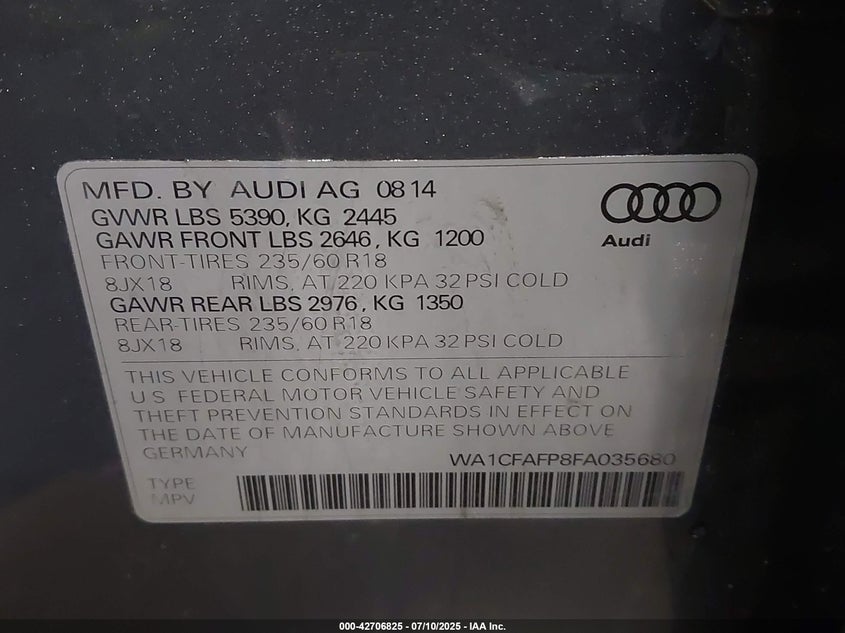 MFD. BY AUDI AG 08 14
GVWR LBS 5390, KG 2445
GAWR FRONT LBS 2646, KG 1200
FRONT-TIRES 235/60 R18
8JX18 RIMS, AT 220 KPA 32 PSI COLD
GAWR REAR LBS 2976, KG 1350
REAR-TIRES 235/60 R18
8JX18 RIMS, AT 220 KPA 32 PSI COLD
Audi
THIS VEHICLE CONFORMS TO ALL APPLICABLE
U.S. FEDERAL MOTOR VEHICLE SAFETY AND
THEFT PREVENTION STANDARDS IN EFFECT ON
THE DATE OF MANUFACTURE SHOWN ABOVE
GERMANY
WA1CFAFP8FA035680
TYPE
MPV
000-42706825 - 07/10/2025 - IAA Inc.